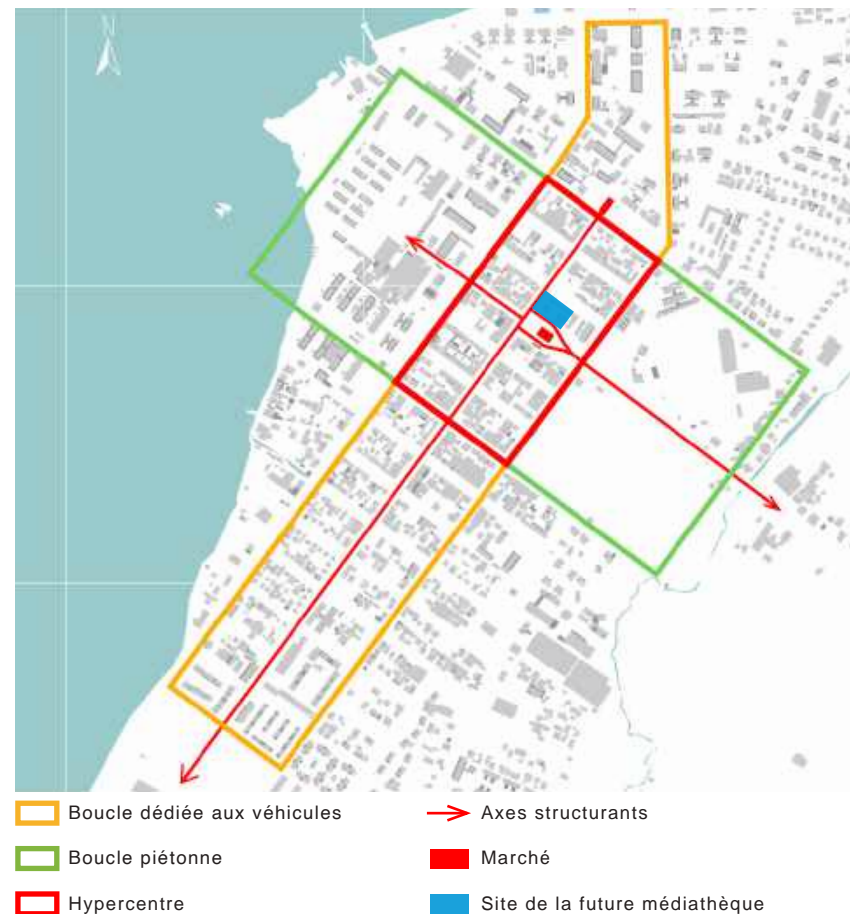 Boucle dédiée aux véhicules
Boucle piétonne
Hypercentre
Axes structurants
Marché
Site de la future médiathèque